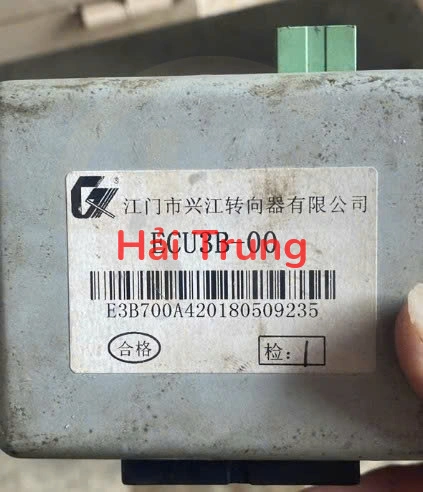 江门市兴江转向器有限公司
ECU3B-00
Hải Trung
E3B700A420180509235
合格
检: 1